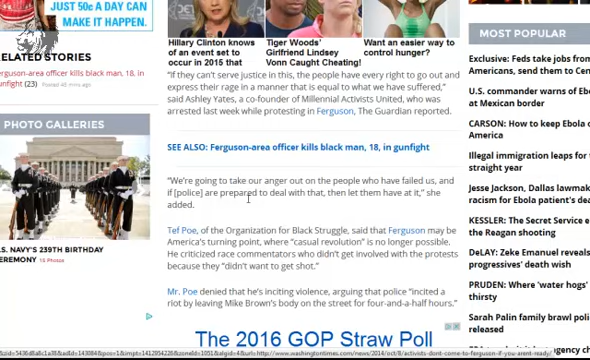 JUST 50¢ A DAY CAN
MAKE IT HAPPEN.
ELATED STORIES
erguson-area officer kills black man, 18, in
unfight (23) Posted 40 mins ago
PHOTO GALLERIES
.S. NAVY'S 239TH BIRTHDAY
EREMONY 16 Photos
Hillary Clinton knows
of an event set to
occur in 2015 that
Tiger Woods'
Girlfriend Lindsey
Vonn Caught Cheating!
Want an easier way to
control hunger?
"If they can't serve justice in this, the people have every right to go out and
express their rage in a manner that is equal to what we have suffered,"
said Ashley Yates, a co-founder of Millennial Activists United, who was
arrested last week while protesting in Ferguson, The Guardian reported.
SEE ALSO: Ferguson-area officer kills black man, 18, in gunfight
"We're going to take our anger out on the people who have failed us, and
if [police] are prepared to deal with that, then let them have at it," she
added.
Tef Poe, of the Organization for Black Struggle, said that Ferguson may be
America's turning point, where "casual revolution" is no longer possible.
He criticized race commentators who didn't get involved with the protests
because they "didn't want to get shot."
Mr. Poe denied that he's inciting violence, arguing that police "incited a
riot by leaving Mike Brown's body on the street for four-and-a-half hours."
The 2016 GOP Straw Poll
MOST POPULAR
Exclusive: Feds take jobs from
Americans, send them to Cen
U.S. commander warns of Ebo
at Mexican border
CARSON: How to keep Ebola o
America
Illegal immigration leaps for t
straight year
Jesse Jackson, Dallas lawmak
racism for Ebola patient's dea
KESSLER: The Secret Service e
the Reagan shooting
DeLAY: Zeke Emanuel reveals
progressives' death wish
PRUDEN: Where 'water hogs'
thirsty
Sarah Palin family brawl polic
released